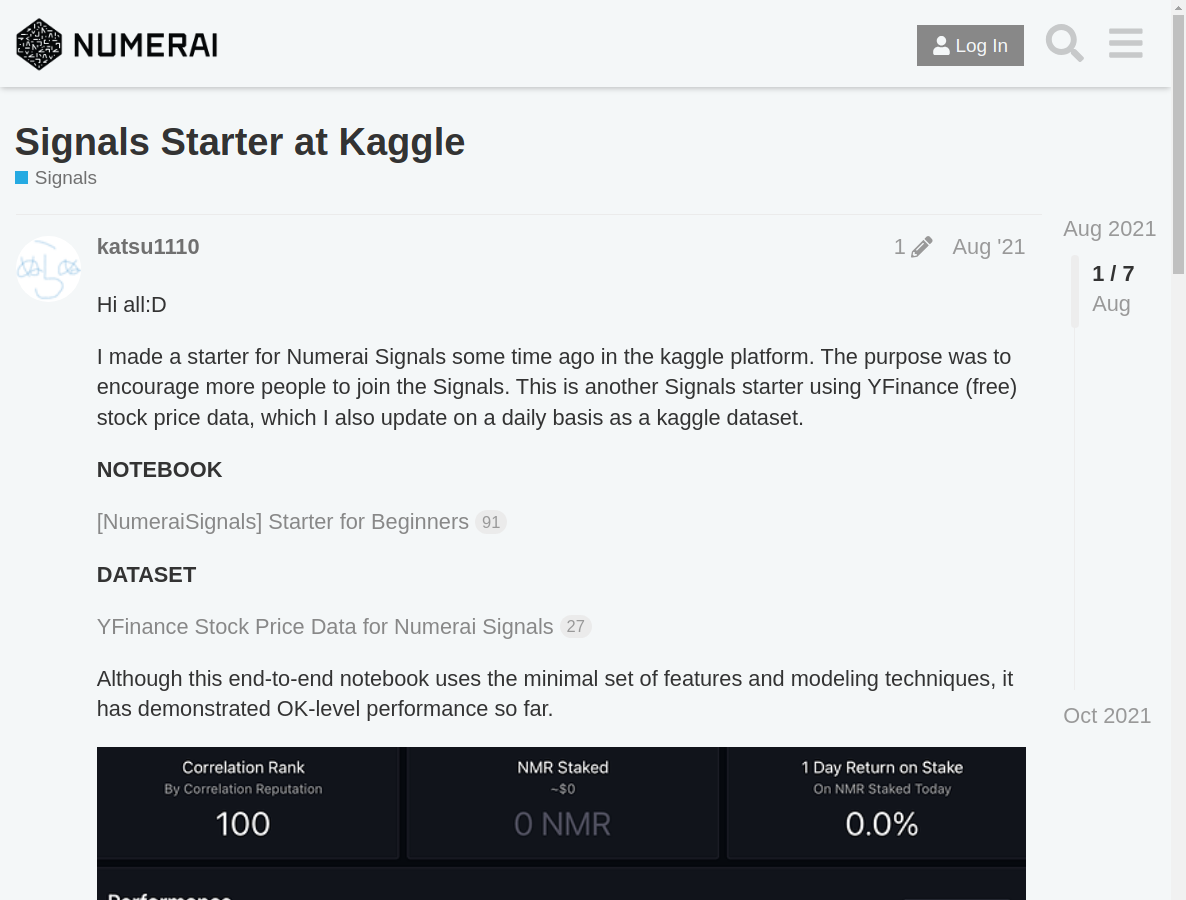 NUMERAI
Log In
Signals Starter at Kaggle
Signals
katsu1110
1
Aug '21
Hi all:D
I made a starter for Numerai Signals some time ago in the kaggle platform. The purpose was to
encourage more people to join the Signals. This is another Signals starter using YFinance (free)
stock price data, which I also update on a daily basis as a kaggle dataset.
NOTEBOOK
[NumeraiSignals] Starter for Beginners 91
DATASET
YFinance Stock Price Data for Numerai Signals 27
Although this end-to-end notebook uses the minimal set of features and modeling techniques, it
has demonstrated OK-level performance so far.
Correlation Rank
By Correlation Reputation
100
NMR Staked
~$0
0 NMR
1 Day Return on Stake
On NMR Staked Today
0.0%
Performance
Aug 2021
1 / 7
Aug
Oct 2021